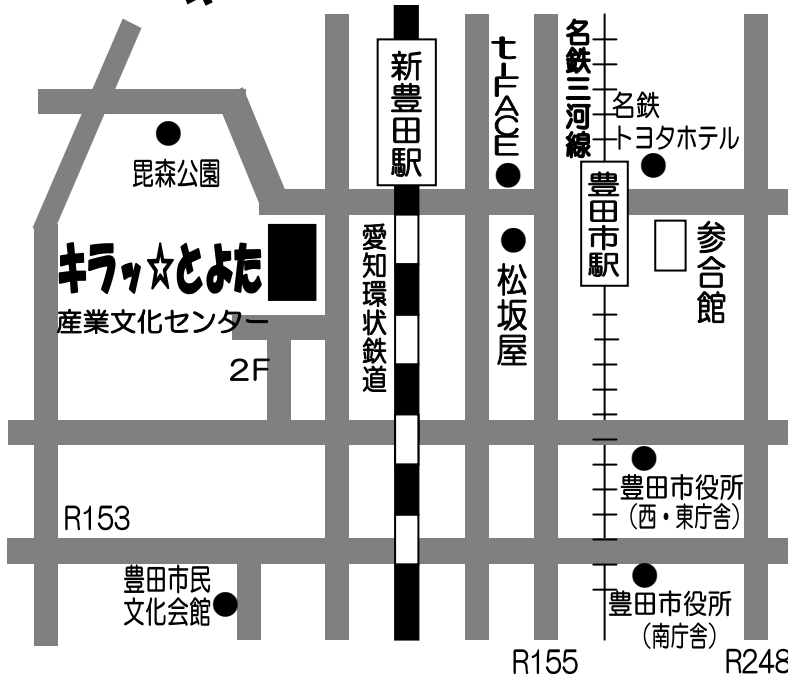 新豊田駅
t-FACE
名鉄三河線
名鉄
トヨタホテル
毘森公園
豊田市駅
参合館
キラッ☆とよた
産業文化センター
2F
愛知環状鉄道
松坂屋
R153
豊田市役所
（西・東庁舎）
豊田市民
文化会館
豊田市役所
（南庁舎）
R155
R248